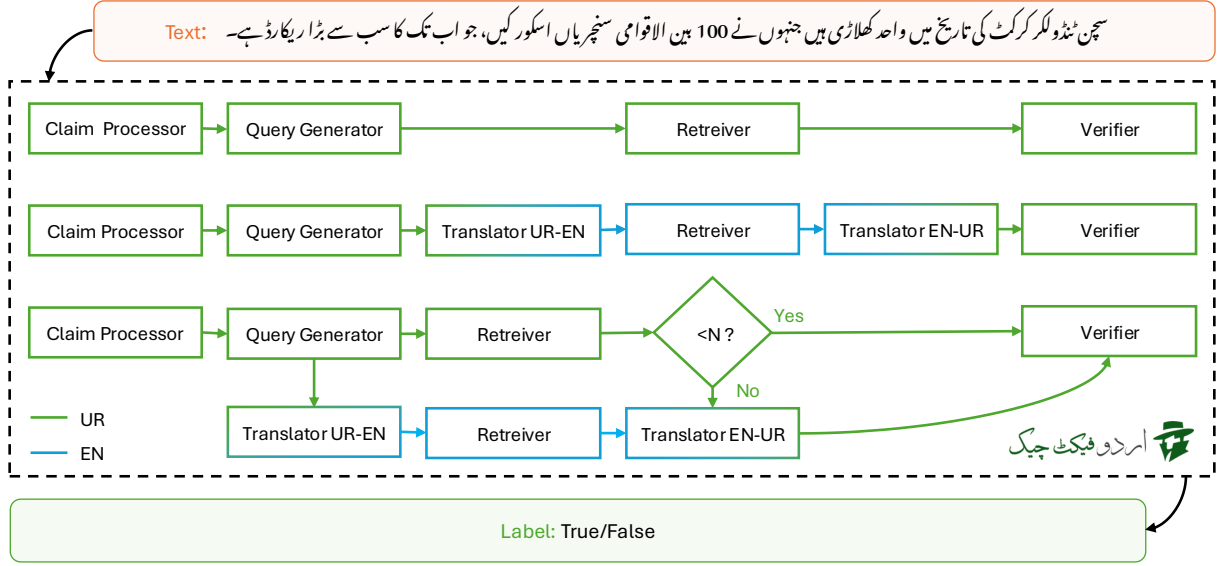 Text: سچن ٹنڈولکر کرکٹ کی تاریخ میں واحد کھلاڑی ہیں جنہوں نے 100 بین الاقوامی سنچریاں اسکور کیں، جو اب تک کا سب سے بڑا ریکارڈ ہے۔
Claim Processor
Query Generator
Retreiver
Verifier
Claim Processor
Query Generator
Translator UR-EN
Retreiver
Translator EN-UR
Verifier
Claim Processor
Query Generator
Retreiver
<N ?
Yes
Verifier
No
Translator UR-EN
Retreiver
Translator EN-UR
UR
EN
اردو فیکٹ چیک
Label: True/False